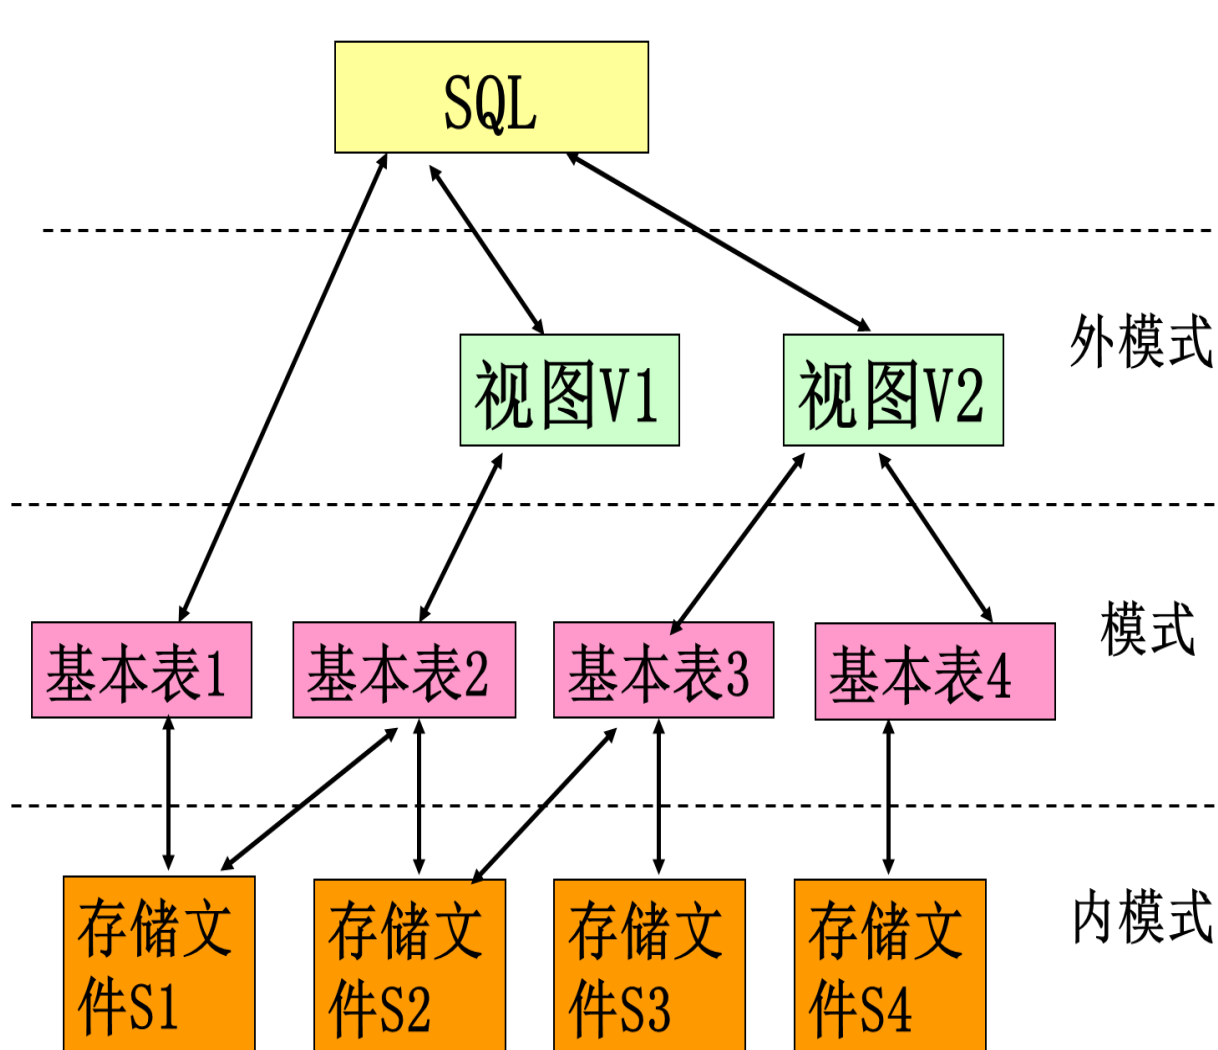 SQL
外模式
视图V1
视图V2
模式
基本表1
基本表2
基本表3
基本表4
内模式
存储文
件S1
存储文
件S2
存储文
件S3
存储文
件S4